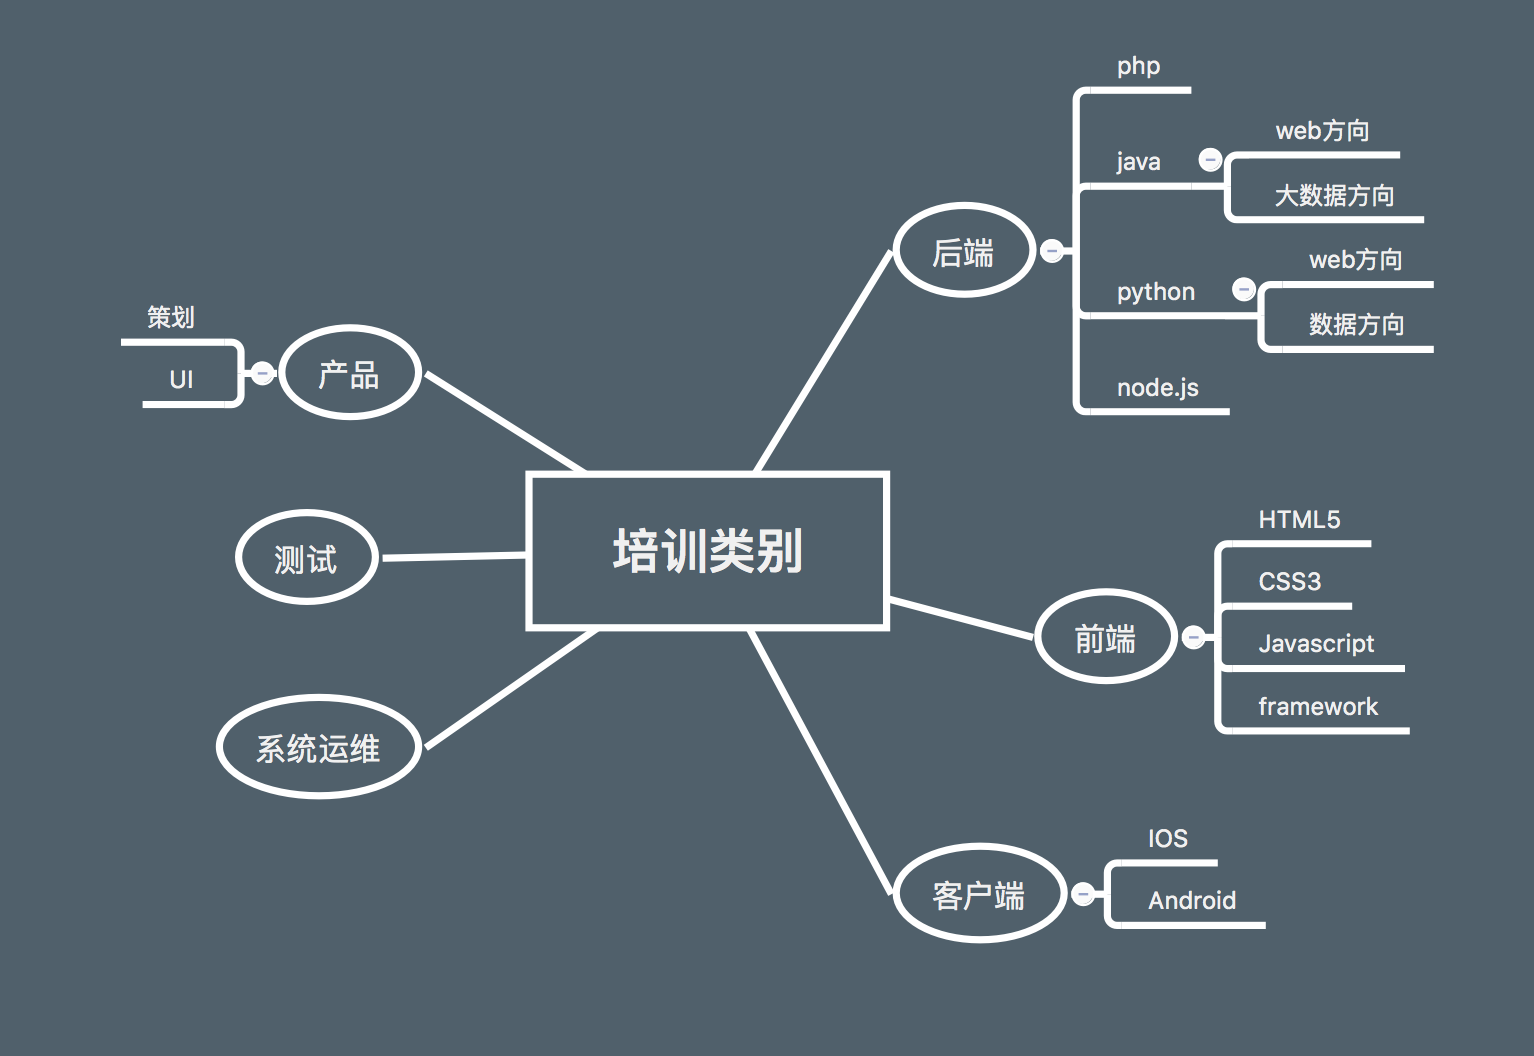 培训类别
后端
php
java
web方向
大数据方向
python
web方向
数据方向
node.js
前端
HTML5
CSS3
Javascript
framework
客户端
IOS
Android
产品
策划
UI
测试
系统运维